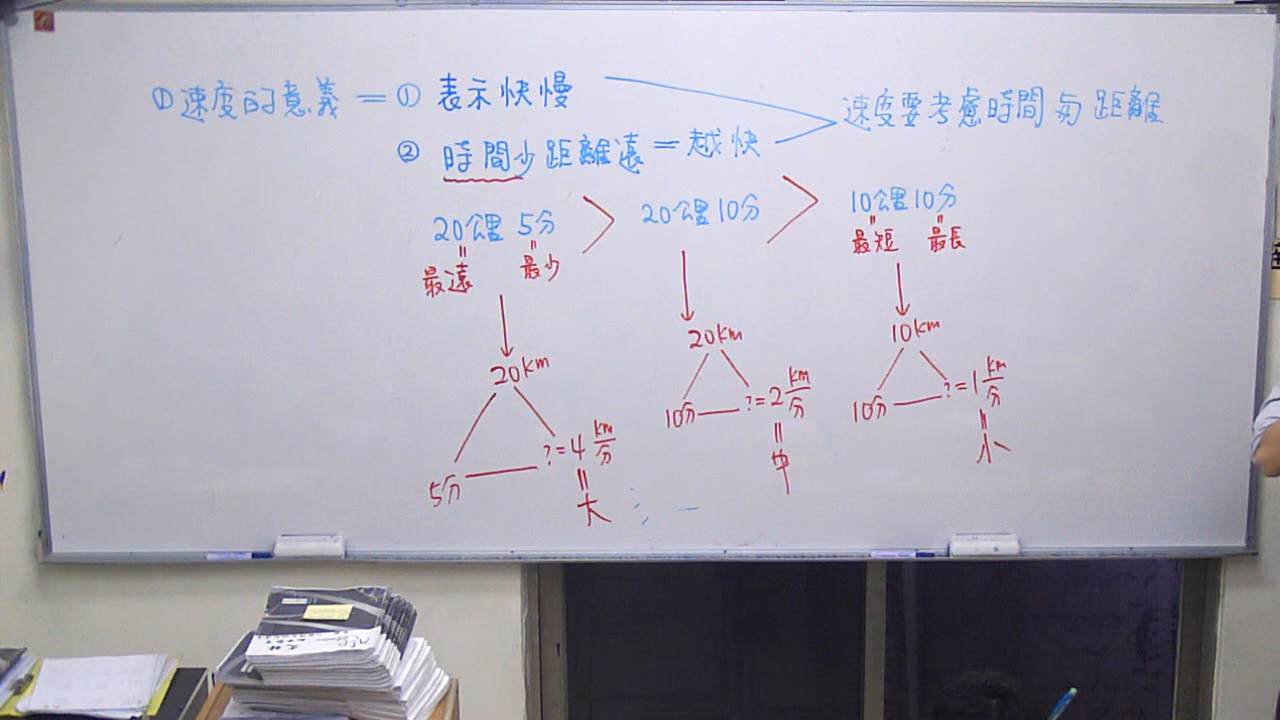 ① 速度的意義 = ① 表示快慢
② 時間少距離遠 = 越快
速度要考慮時間与距離
20公里 5分 > 20公里 10分 > 10公里 10分
= = = =
最遠 最少 最短 最長
20km 20km 10km
5分 ? = 4 km/分 10分 ? = 2 km/分 10分 ? = 1 km/分
= = =
大 中 小